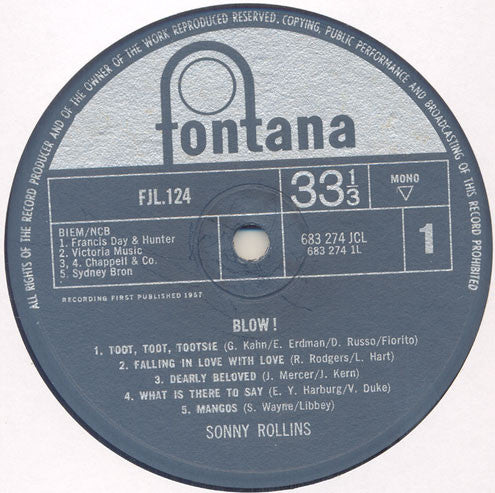 ALL RIGHTS OF THE RECORD PRODUCER AND OF THE OWNER OF THE WORK REPRODUCED RESERVED. COPYING, PUBLIC PERFORMANCE AND BROADCASTING OF THIS RECORD PROHIBITED
fontana
FJL.124
33 1/3
MONO
BIEM/NCB
1. Francis Day & Hunter
2. Victoria Music
3, 4. Chappell & Co.
5. Sydney Bron
683 274 JCL
683 274 1L
1
RECORDING FIRST PUBLISHED 1957
BLOW!
1. TOOT, TOOT, TOOTSIE (G. Kahn/E. Erdman/D. Russo/Fiorito)
2. FALLING IN LOVE WITH LOVE (R. Rodgers/L. Hart)
3. DEARLY BELOVED (J. Mercer/J. Kern)
4. WHAT IS THERE TO SAY (E. Y. Harburg/V. Duke)
5. MANGOS (S. Wayne/Libbey)
SONNY ROLLINS